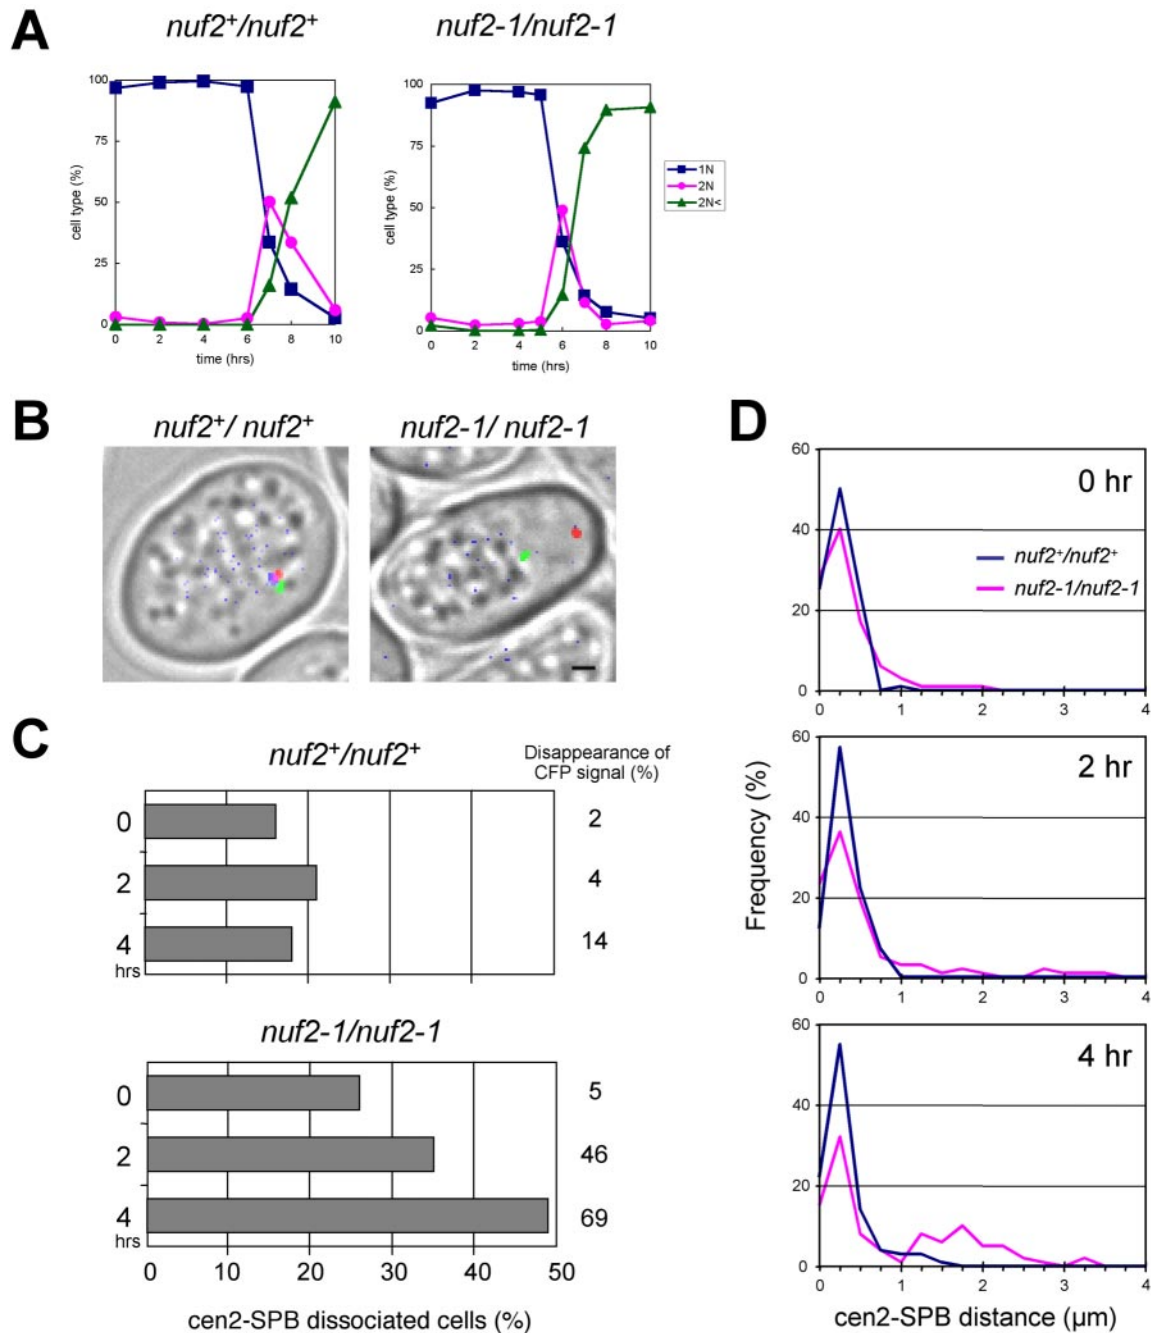 A
nuf2⁺/nuf2⁺
nuf2-1/nuf2-1
cell type (%)
100
75
50
25
0
0 2 4 6 8 10
time (hrs)
cell type (%)
100
75
50
25
0
0 2 4 6 8 10
time (hrs)
1N
2N
2N<
B
nuf2⁺/ nuf2⁺
nuf2-1/ nuf2-1
C
nuf2⁺/nuf2⁺
Disappearance of
CFP signal (%)
0 2
2 4
4 14
hrs
nuf2-1/nuf2-1
0 5
2 46
4 69
hrs
0 10 20 30 40 50
cen2-SPB dissociated cells (%)
D
Frequency (%)
60
40
20
0
0 hr
nuf2⁺/nuf2⁺
nuf2-1/nuf2-1
0 1 2 3 4
60
40
20
0
2 hr
0 1 2 3 4
60
40
20
0
4 hr
0 1 2 3 4
cen2-SPB distance (μm)